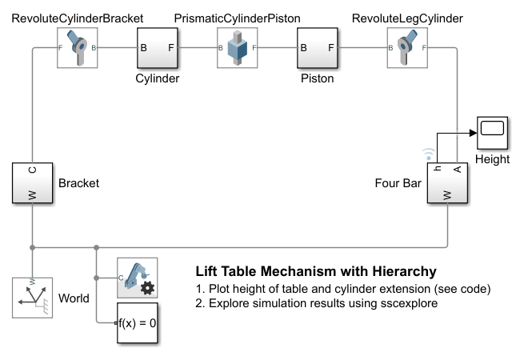 RevoluteCylinderBracket
PrismaticCylinderPiston
RevoluteLegCylinder
F B
B F
B F
B F
B F
Cylinder
Piston
Height
C
W
Bracket
Four Bar
h A
W
W
World
C
f(x) = 0
Lift Table Mechanism with Hierarchy
1. Plot height of table and cylinder extension (see code)
2. Explore simulation results using sscexplore